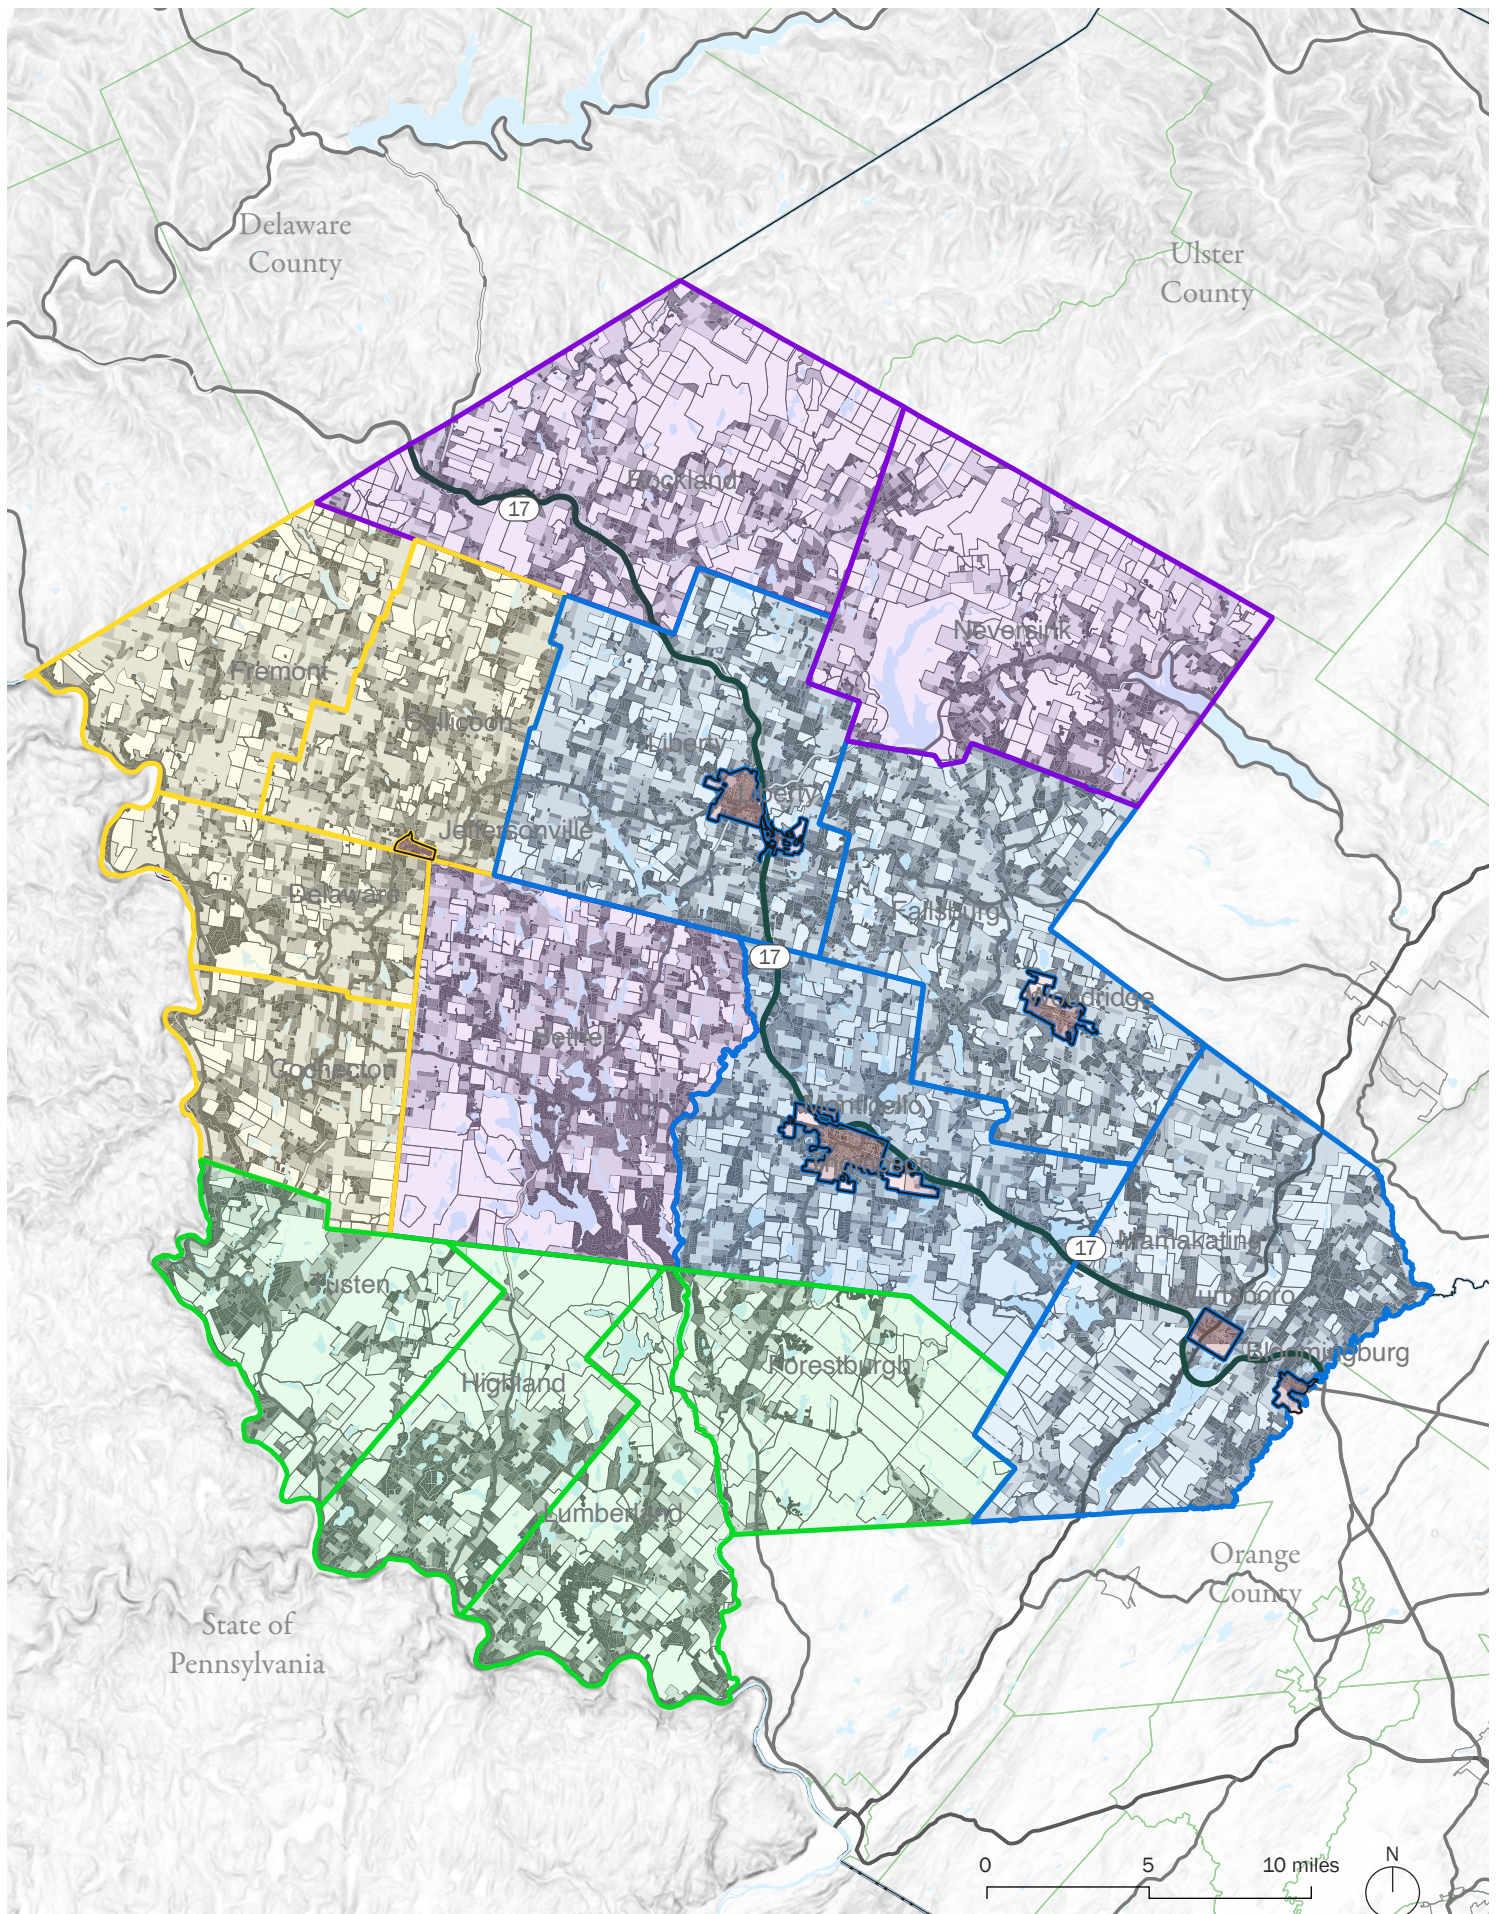 Delaware
County
Ulster
County
Rockland
17
Neversink
Fremont
Callicoon
Liberty
Liberty
Jeffersonville
Delaware
Fallsburg
17
Woodridge
Bethel
Cochecton
Monticello
Mamakating
17
Tusten
Wurtsboro
Bloomingburg
Forestburgh
Highland
Lumberland
Orange
County
State of
Pennsylvania
0 5 10 miles
N